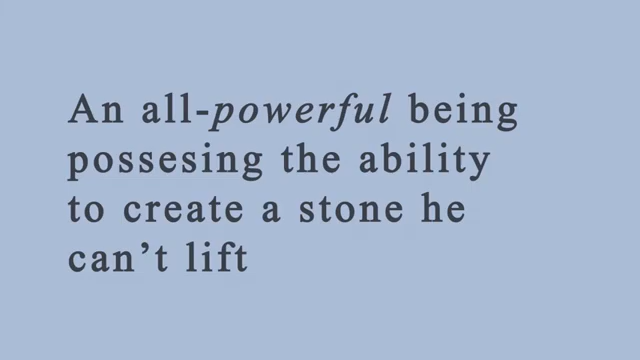 An all-powerful being
possesing the ability
to create a stone he
can’t lift